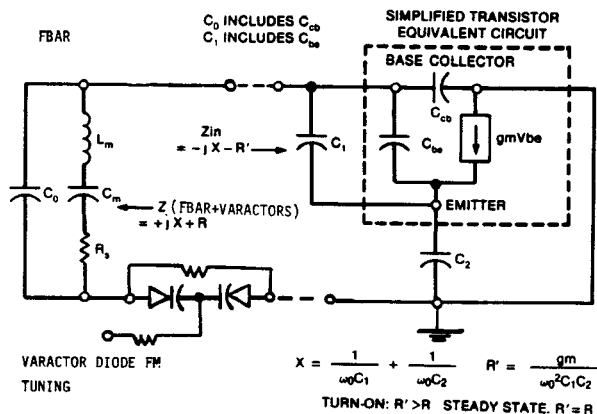 FBAR
C₀ INCLUDES Ccb
C₁ INCLUDES Cbe
SIMPLIFIED TRANSISTOR
EQUIVALENT CIRCUIT
BASE COLLECTOR
Ccb
Lm
Zin
= -jX-R'
C₁
Cbe
gmVbe
C₀
Cm
Z (FBAR+VARACTORS)
= +jX+R
EMITTER
Rs
C₂
VARACTOR DIODE FM
TUNING
X = 1/ω₀C₁ + 1/ω₀C₂ R' = gm/ω₀²C₁C₂
TURN-ON: R'>R STEADY STATE, R'=R